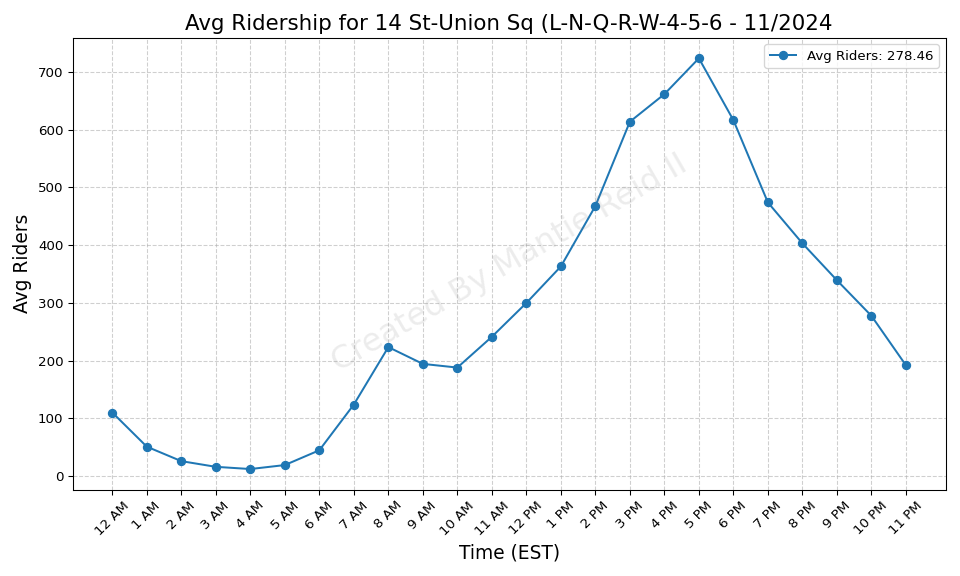 Avg Ridership for 14 St-Union Sq (L-N-Q-R-W-4-5-6 - 11/2024
Avg Riders: 278.46
700
600
500
400
300
200
100
0
Avg Riders
Created By Mantie Reid II
12 AM
1 AM
2 AM
3 AM
4 AM
5 AM
6 AM
7 AM
8 AM
9 AM
10 AM
11 AM
12 PM
1 PM
2 PM
3 PM
4 PM
5 PM
6 PM
7 PM
8 PM
9 PM
10 PM
11 PM
Time (EST)